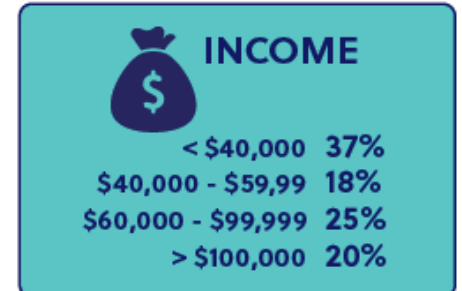 INCOME
$
< $40,000 37%
$40,000 - $59,99 18%
$60,000 - $99,999 25%
> $100,000 20%